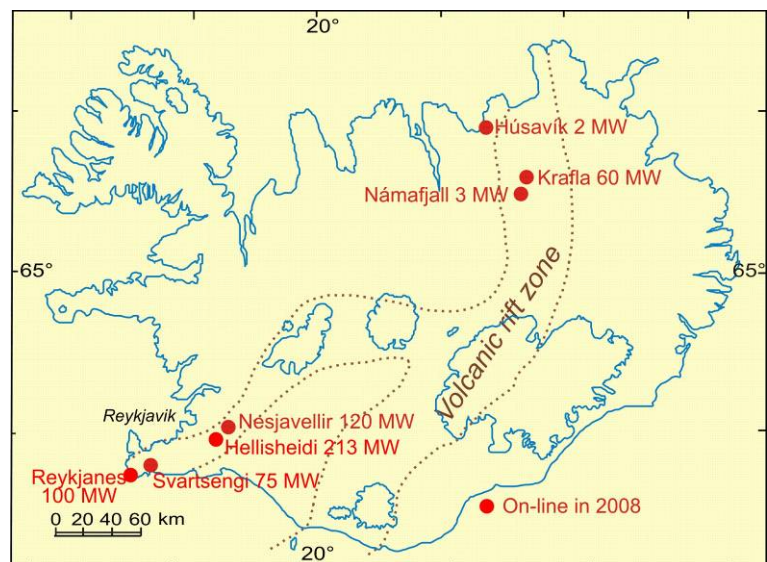 20°
Húsavík 2 MW
Krafla 60 MW
Námafjall 3 MW
65°
65°
Volcanic rift zone
Reykjavik
Nesjavellir 120 MW
Hellisheidi 213 MW
Reykjanes
100 MW
Svartsengi 75 MW
0 20 40 60 km
On-line in 2008
20°